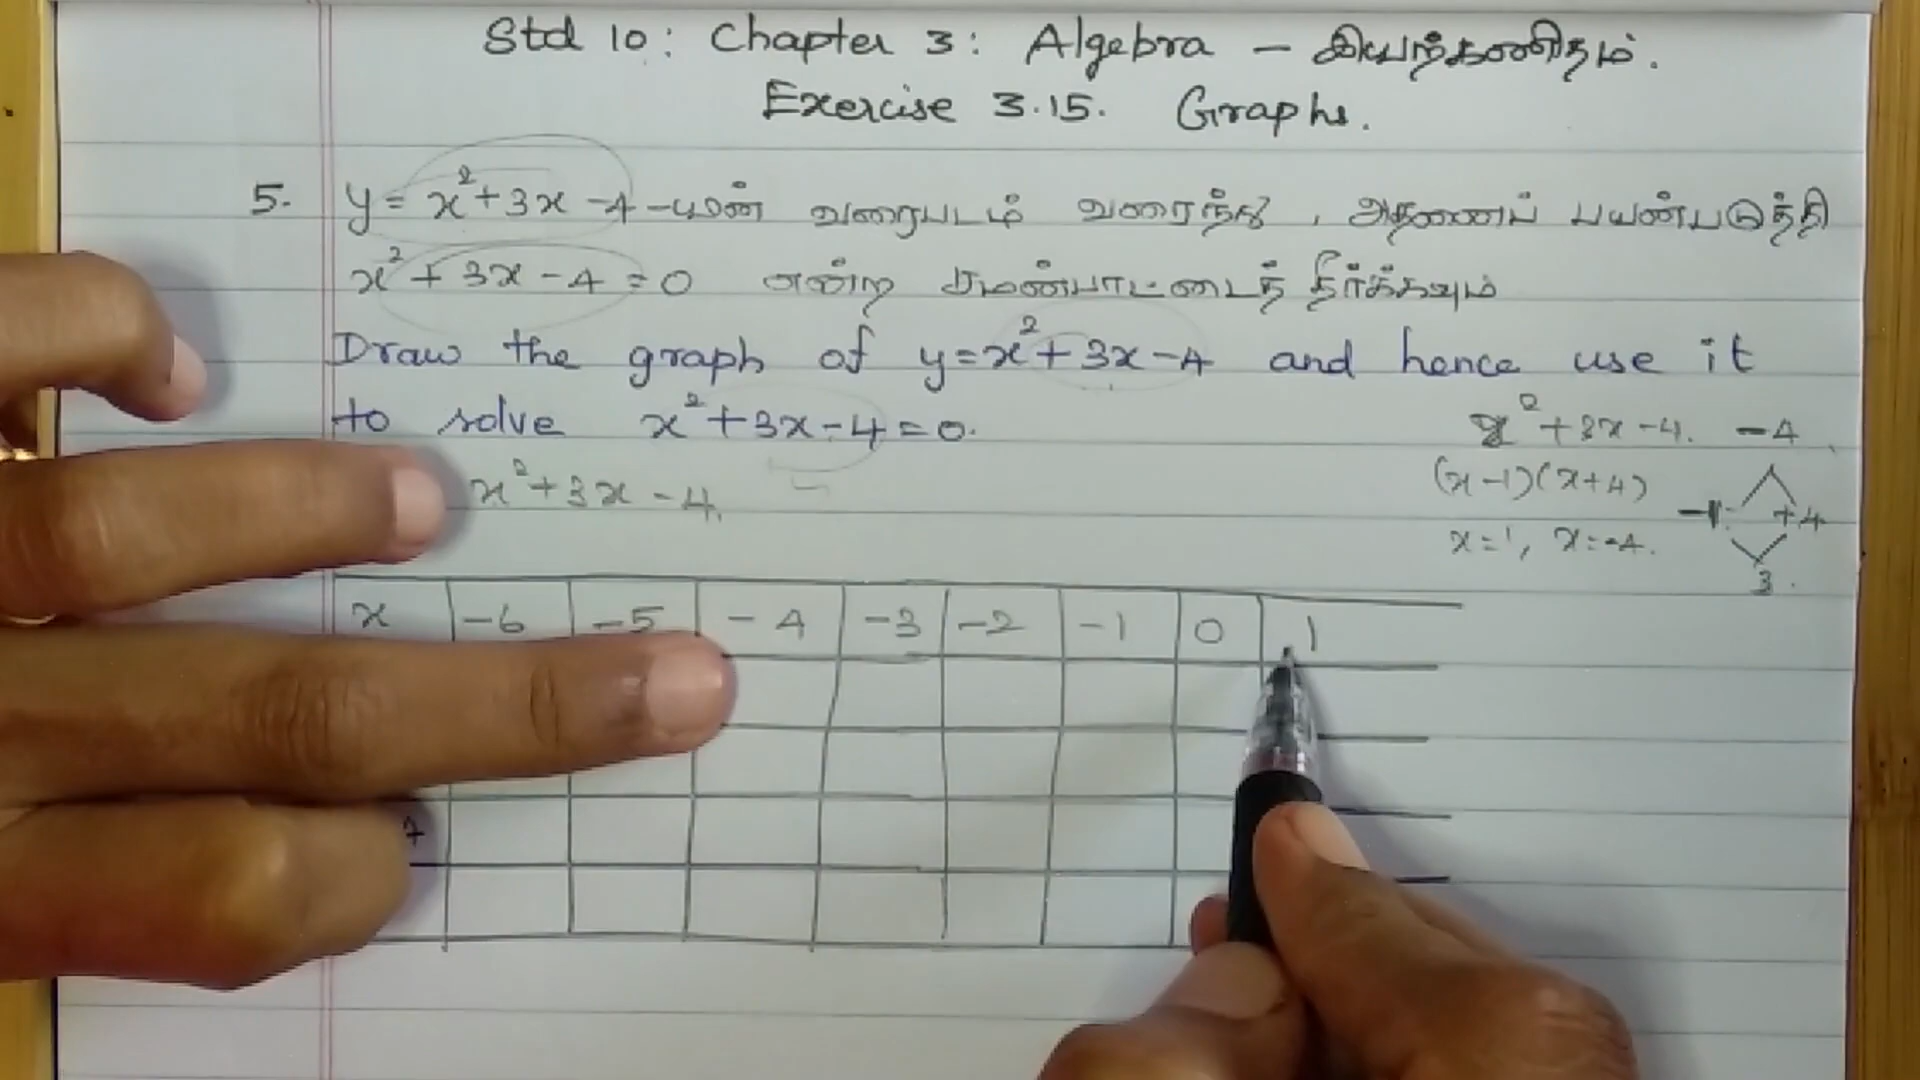 Std 10: Chapter 3: Algebra - இயற்கணிதம்.
Exercise 3.15. Graphs.
5. y = x² + 3x - 4 -யின் வரைபடம் வரைந்து, அதனைப் பயன்படுத்தி
x² + 3x - 4 = 0 என்ற சமன்பாட்டைத் தீர்க்கவும்
Draw the graph of y = x² + 3x - 4 and hence use it
to solve x² + 3x - 4 = 0.
x² + 3x - 4. -4
x² + 3x - 4.
(x - 1)(x + 4)
-1 +4
x = 1, x = -4.
3
x -6 -5 -4 -3 -2 -1 0 1